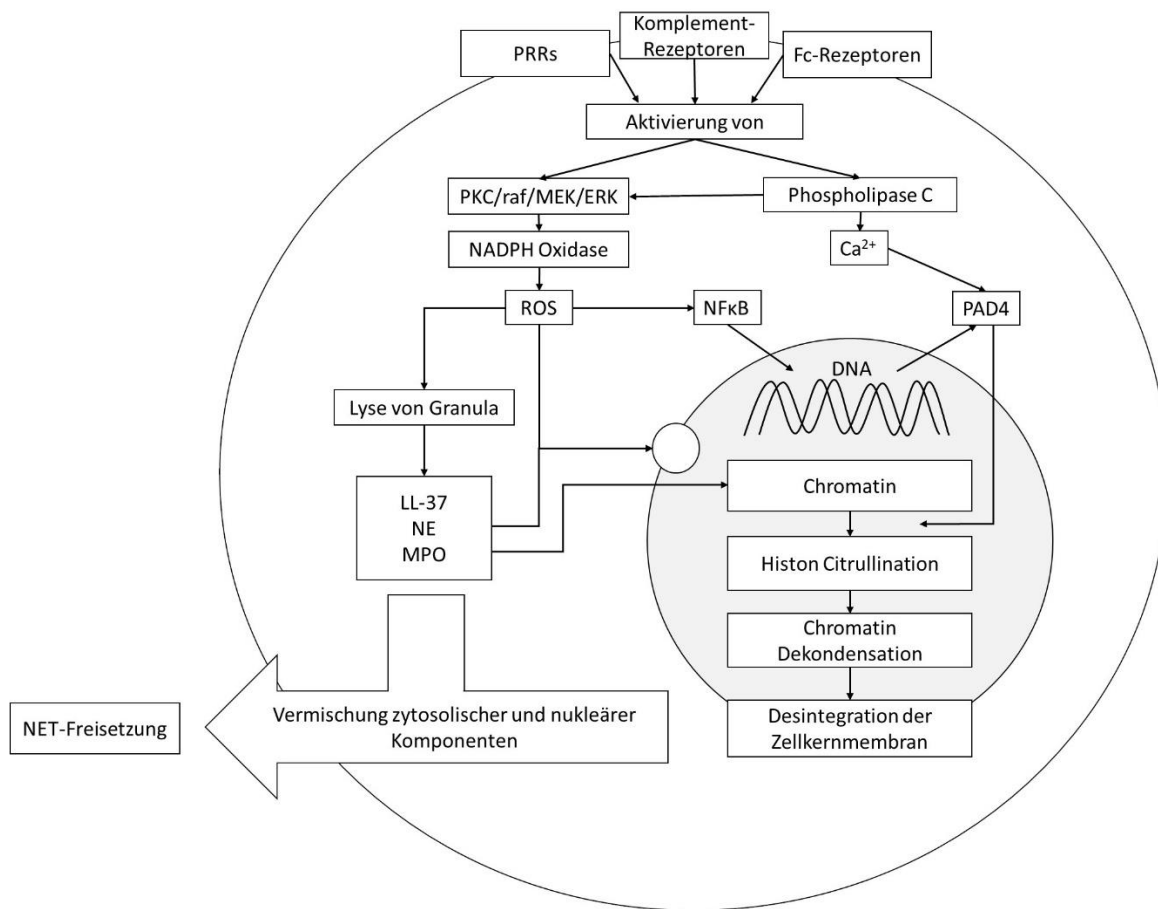 Komplement-
Rezeptoren
PRRs
Fc-Rezeptoren
Aktivierung von
PKC/raf/MEK/ERK
Phospholipase C
NADPH Oxidase
Ca²⁺
ROS
NFκB
PAD4
DNA
Lyse von Granula
Chromatin
LL-37
NE
MPO
Histon Citrullination
Chromatin
Dekondensation
NET-Freisetzung
Vermischung zytosolischer und nukleärer
Komponenten
Desintegration der
Zellkernmembran